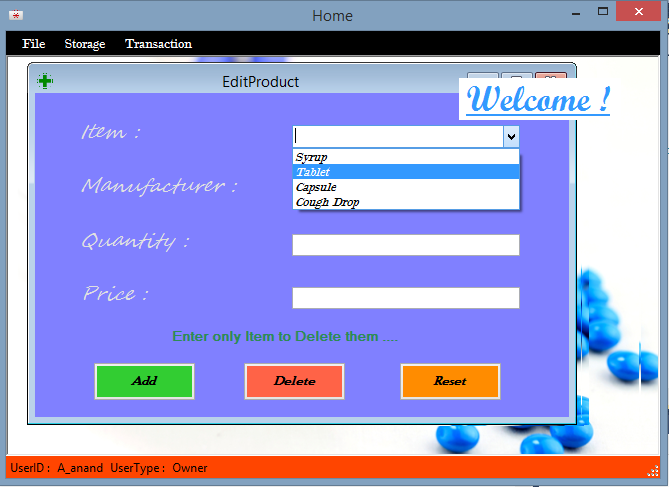 Home
File Storage Transaction
EditProduct
Welcome !
Item :
Syrup
Tablet
Capsule
Cough Drop
Manufacturer :
Quantity :
Price :
Enter only Item to Delete them ....
Add Delete Reset
UserID : A_anand UserType : Owner